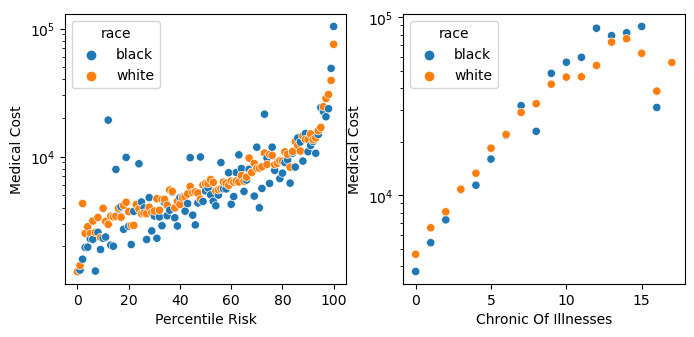 race
black
white
Medical Cost
10^5
10^4
0
20
40
60
80
100
Percentile Risk
race
black
white
Medical Cost
10^5
10^4
0
5
10
15
Chronic Of Illnesses